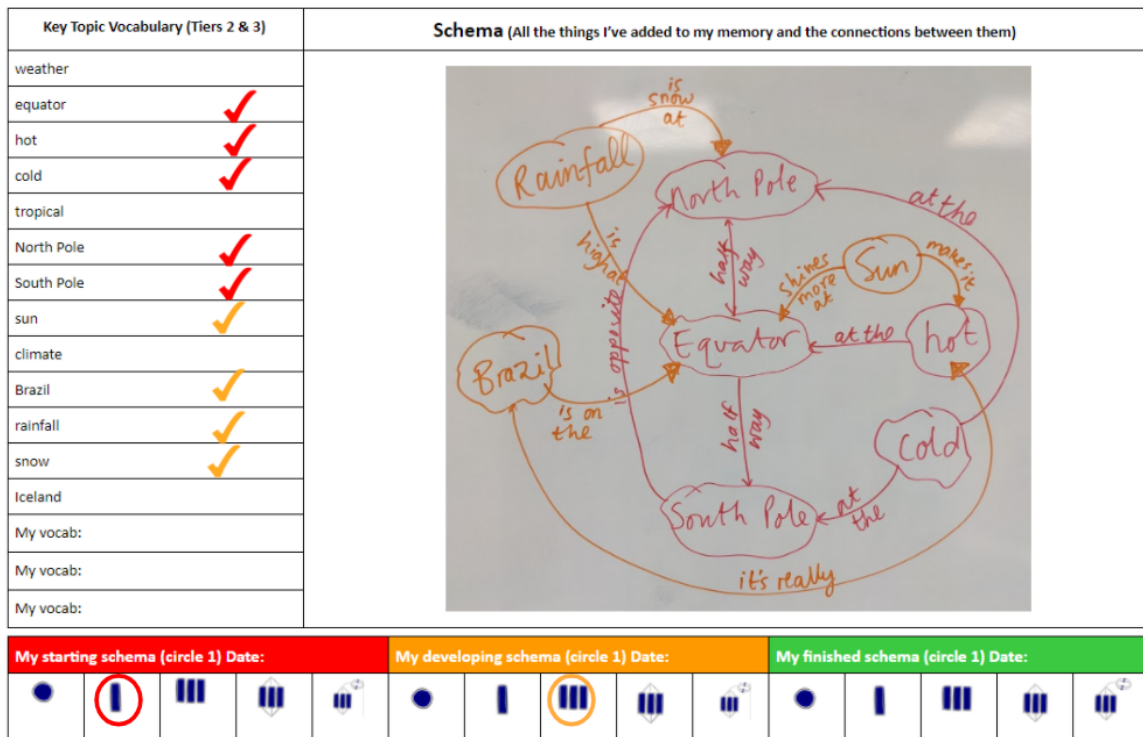 Key Topic Vocabulary (Tiers 2 & 3)
Schema (All the things I've added to my memory and the connections between them)
weather
equator
hot
cold
tropical
North Pole
South Pole
sun
climate
Brazil
rainfall
snow
Iceland
My vocab:
My vocab:
My vocab:
is
snow
at
Rainfall
North Pole
at the
is
high at
half
way
shines
more at
Sun
makes it
is opposite
Equator
at the
hot
Brazil
is on
the
half
way
Cold
South Pole
at
the
it's really
My starting schema (circle 1) Date:
My developing schema (circle 1) Date:
My finished schema (circle 1) Date: